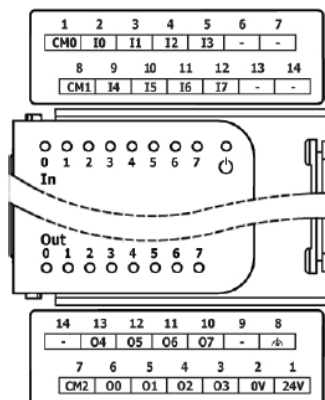 1 2 3 4 5 6 7
CM0 I0 I1 I2 I3 - -
8 9 10 11 12 13 14
CM1 I4 I5 I6 I7 - -
0 1 2 3 4 5 6 7
In
Out
0 1 2 3 4 5 6 7
14 13 12 11 10 9 8
- O4 O5 O6 O7 -
7 6 5 4 3 2 1
CM2 O0 O1 O2 O3 0V 24V